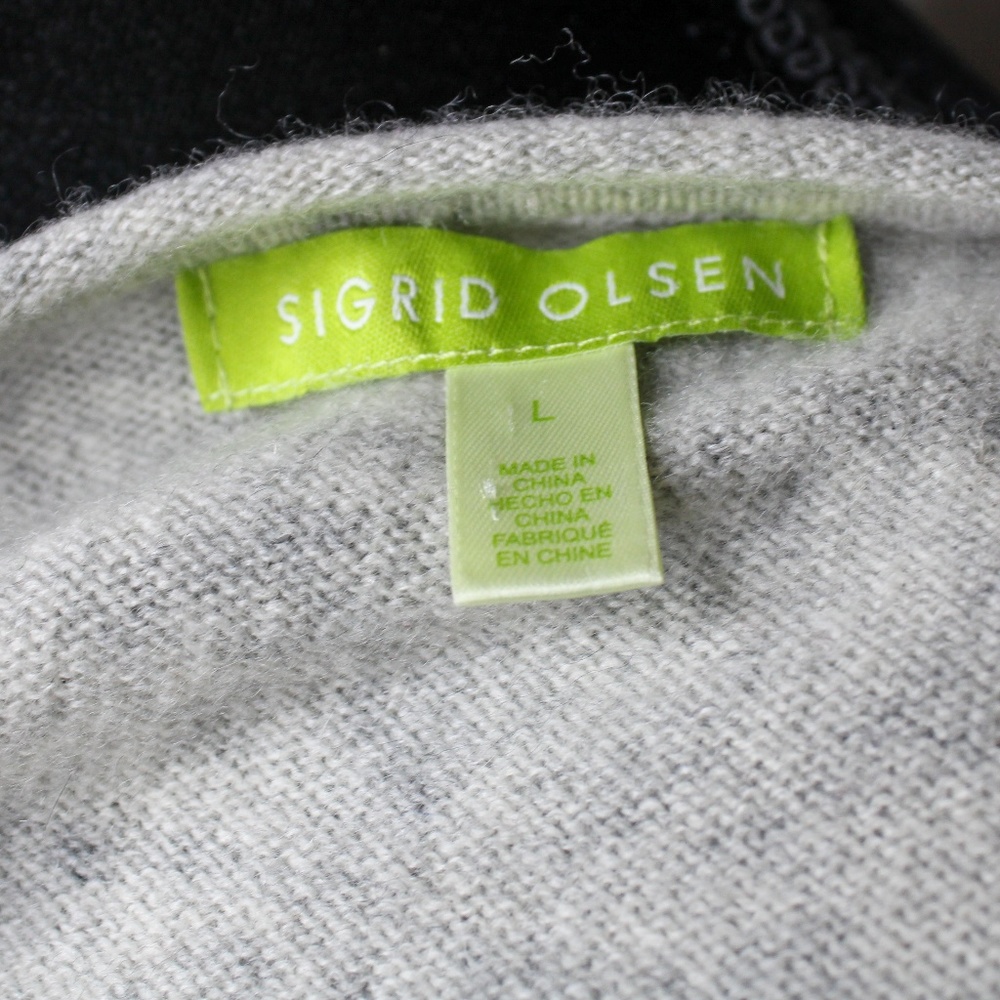 SIGRID OLSEN
L
MADE IN
CHINA
HECHO EN
CHINA
FABRIQUÉ
EN CHINE